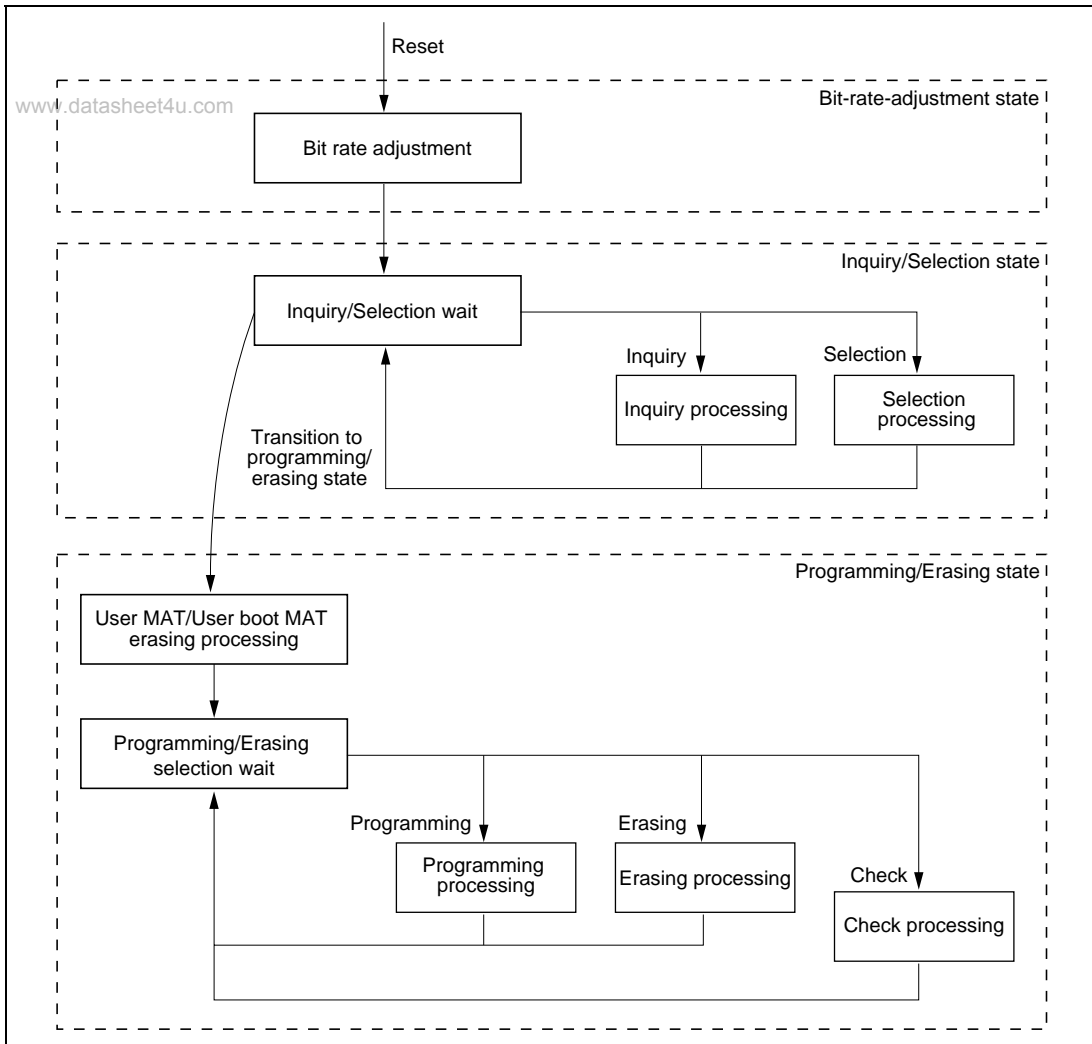 Reset
www.datasheet4u.com
Bit-rate-adjustment state
Bit rate adjustment
Inquiry/Selection state
Inquiry/Selection wait
Inquiry
Selection
Inquiry processing
Selection
processing
Transition to
programming/
erasing state
Programming/Erasing state
User MAT/User boot MAT
erasing processing
Programming/Erasing
selection wait
Programming
Erasing
Programming
processing
Erasing processing
Check
Check processing